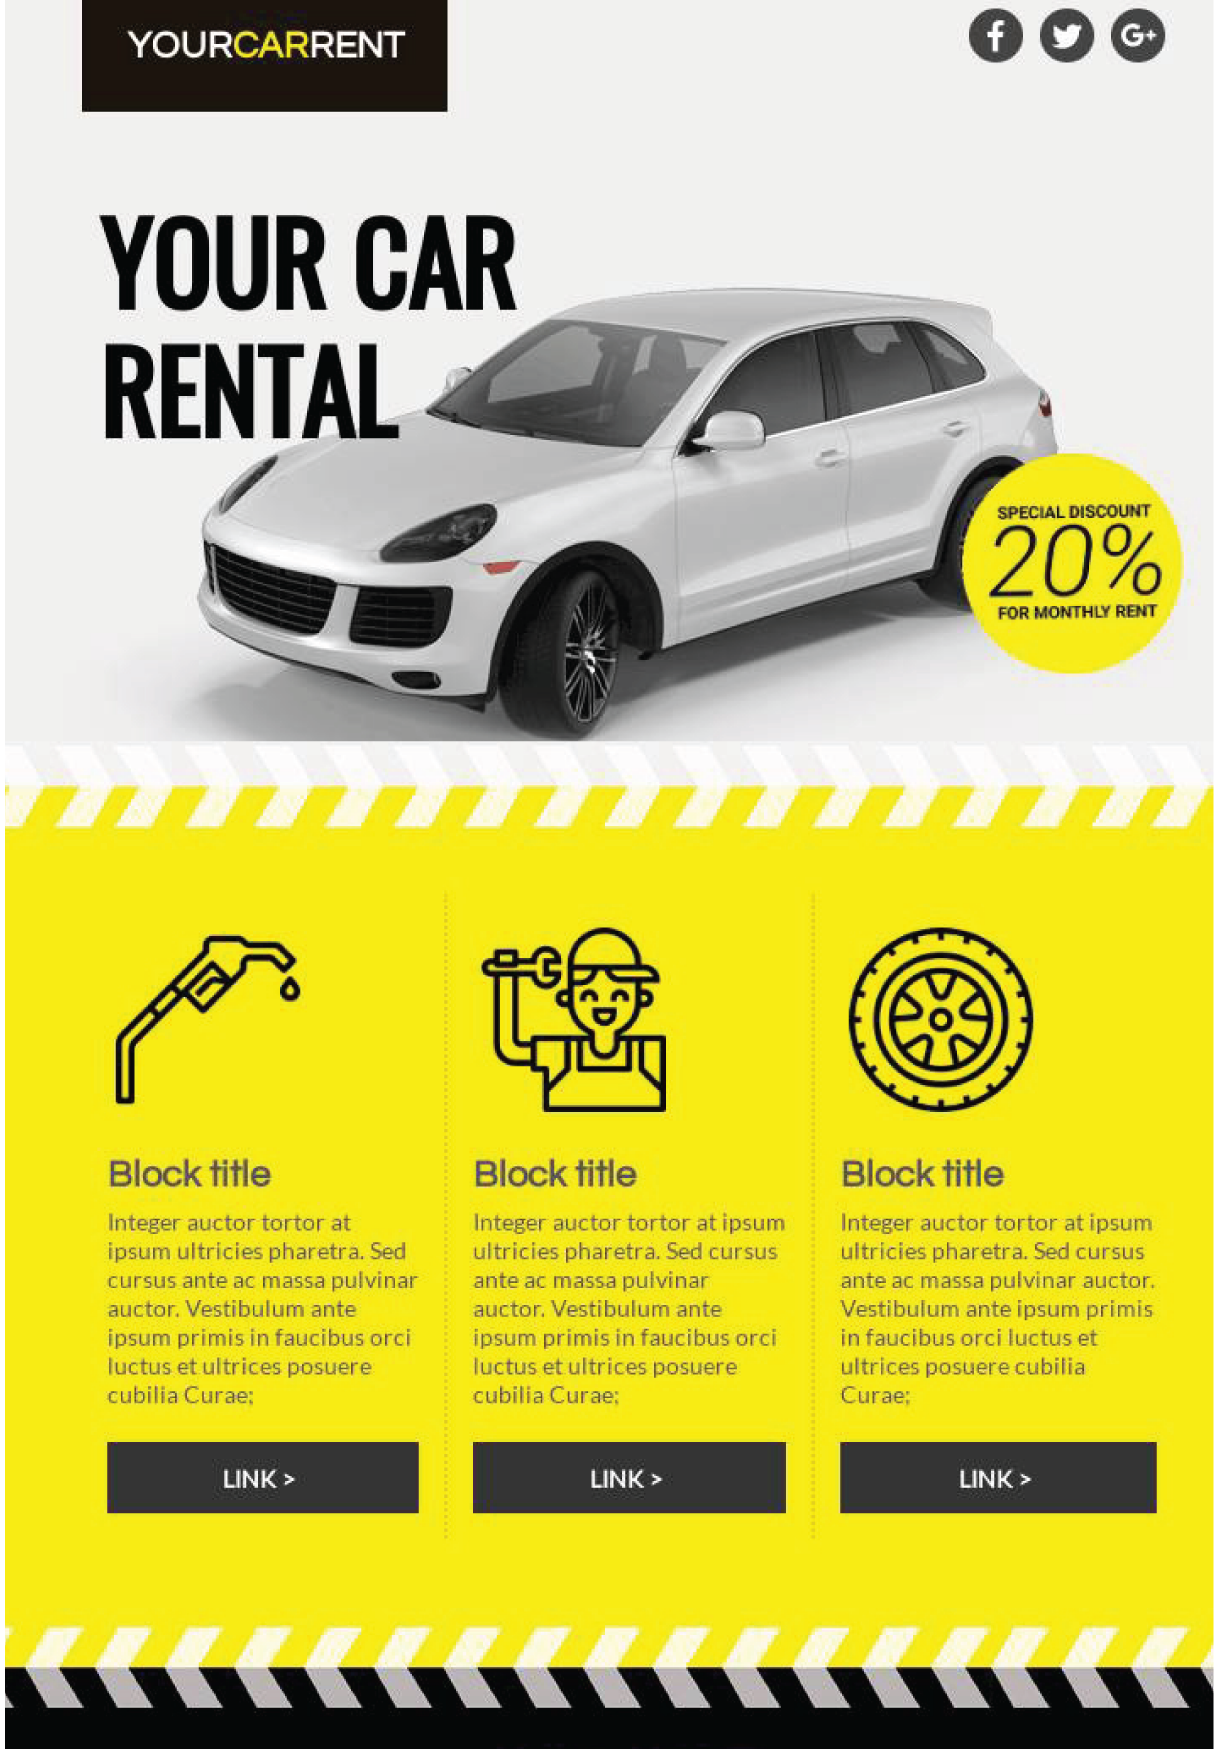 YOURCARRENT
f
G+
YOUR CAR
RENTAL
SPECIAL DISCOUNT
20%
FOR MONTHLY RENT
Block title
Integer auctor tortor at
ipsum ultricies pharetra. Sed
cursus ante ac massa pulvinar
auctor. Vestibulum ante
ipsum primis in faucibus orci
luctus et ultrices posuere
cubilia Curae;
LINK >
Block title
Integer auctor tortor at ipsum
ultricies pharetra. Sed cursus
ante ac massa pulvinar
auctor. Vestibulum ante
ipsum primis in faucibus orci
luctus et ultrices posuere
cubilia Curae;
LINK >
Block title
Integer auctor tortor at ipsum
ultricies pharetra. Sed cursus
ante ac massa pulvinar auctor.
Vestibulum ante ipsum primis
in faucibus orci luctus et
ultrices posuere cubilia
Curae;
LINK >